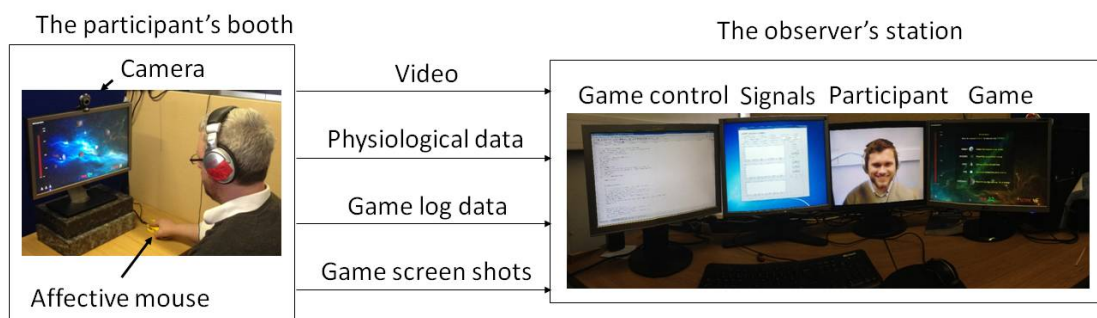 The participant’s booth
The observer’s station
Camera
Video
Game control Signals Participant Game
Physiological data
Game log data
Game screen shots
Affective mouse